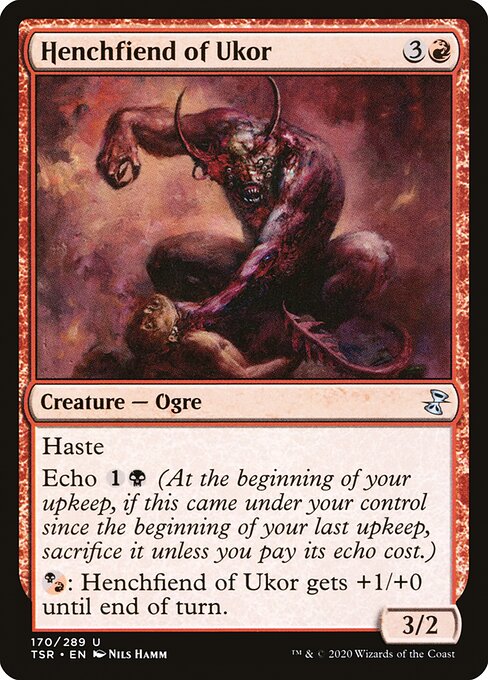 Henchfiend of Ukor 3
Creature — Ogre
Haste
Echo 1 (At the beginning of your
upkeep, if this came under your control
since the beginning of your last upkeep,
sacrifice it unless you pay its echo cost.)
: Henchfiend of Ukor gets +1/+0
until end of turn.
3/2
170/289 U
TSR • EN Nils Hamm
™ & © 2020 Wizards of the Coast